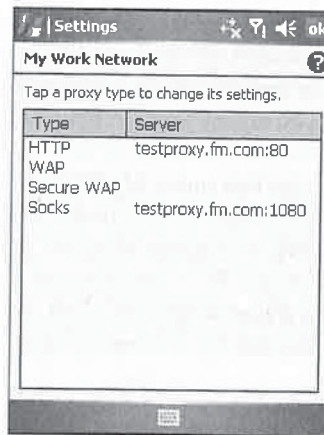 Settings
ok
My Work Network
?
Tap a proxy type to change its settings.
Type Server
HTTP testproxy.fm.com:80
WAP
Secure WAP
Socks testproxy.fm.com:1080